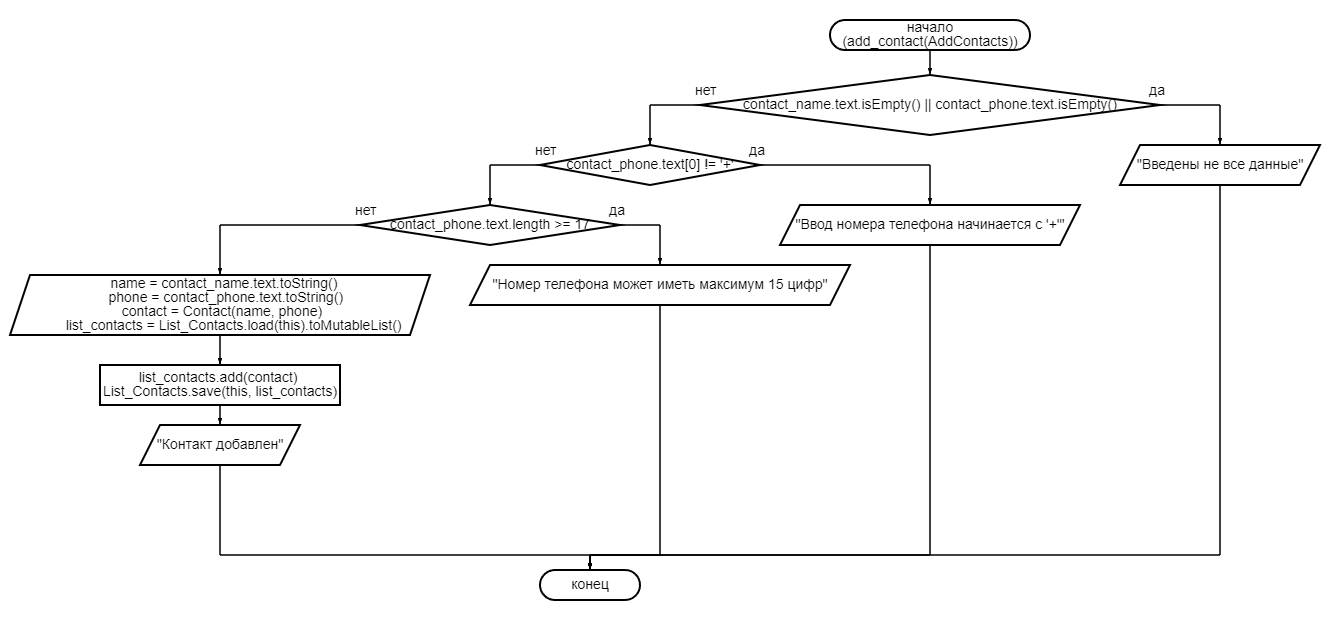 начало
(add_contact(AddContacts))
нет
да
contact_name.text.isEmpty() || contact_phone.text.isEmpty()
нет
да
contact_phone.text[0] != '+'
"Введены не все данные"
нет
да
contact_phone.text.length >= 17
"Ввод номера телефона начинается с '+'"
name = contact_name.text.toString()
phone = contact_phone.text.toString()
contact = Contact(name, phone)
list_contacts = List_Contacts.load(this).toMutableList()
"Номер телефона может иметь максимум 15 цифр"
list_contacts.add(contact)
List_Contacts.save(this, list_contacts)
"Контакт добавлен"
конец